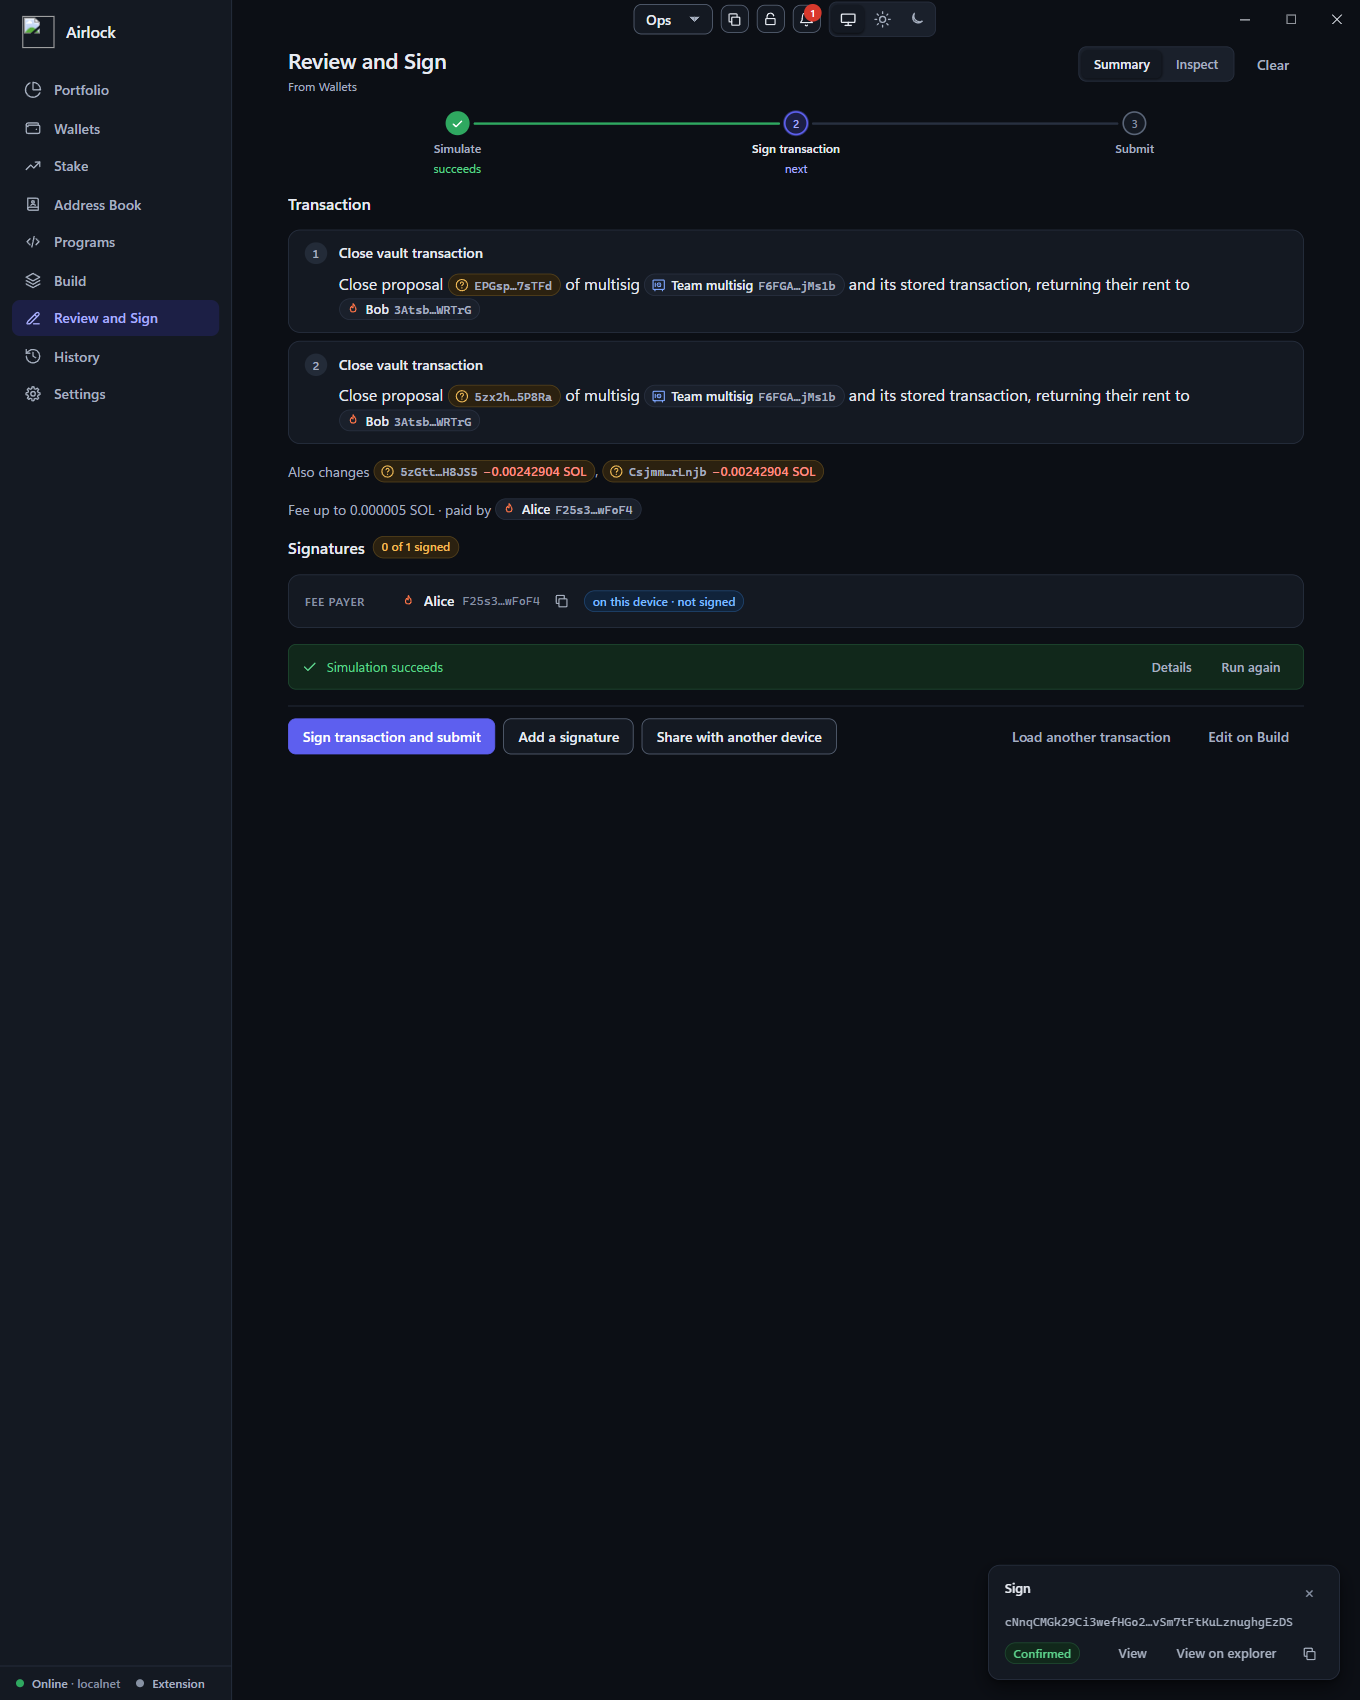 Airlock
Ops
1
Portfolio
Wallets
Stake
Address Book
Programs
Build
Review and Sign
History
Settings
Review and Sign
From Wallets
Summary
Inspect
Clear
2
3
Simulate
Sign transaction
Submit
succeeds
next
Transaction
1 Close vault transaction
Close proposal EPGsp…7sTFd of multisig Team multisig F6FGA…jMs1b and its stored transaction, returning their rent to
Bob 3Atsb…WRTrG
2 Close vault transaction
Close proposal 5zx2h…5P8Ra of multisig Team multisig F6FGA…jMs1b and its stored transaction, returning their rent to
Bob 3Atsb…WRTrG
Also changes 5zGtt…H8JS5 −0.00242904 SOL, Csjmm…rLnjb −0.00242904 SOL
Fee up to 0.000005 SOL · paid by Alice F25s3…wFoF4
Signatures 0 of 1 signed
FEE PAYER Alice F25s3…wFoF4 on this device · not signed
Simulation succeeds
Details
Run again
Sign transaction and submit
Add a signature
Share with another device
Load another transaction
Edit on Build
Sign
cNnqCMGk29Ci3wefHGo2…vSm7tFtKuLznughgEzDS
Confirmed
View
View on explorer
Online · localnet
Extension